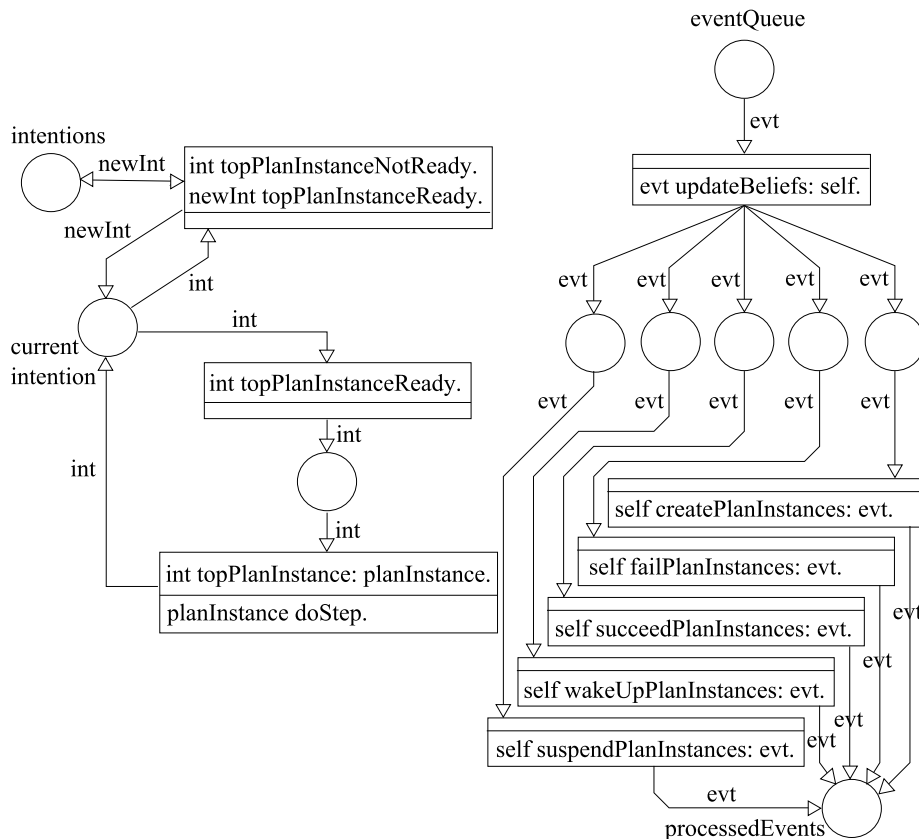 eventQueue
evt
intentions
newInt
int topPlanInstanceNotReady.
newInt topPlanInstanceReady.
evt updateBeliefs: self.
newInt
int
evt
evt
evt
evt
evt
int
current
intention
int topPlanInstanceReady.
evt
evt
evt
evt
evt
int
int
int
self createPlanInstances: evt.
int topPlanInstance: planInstance.
planInstance doStep.
self failPlanInstances: evt.
self succeedPlanInstances: evt.
evt
evt
self wakeUpPlanInstances: evt.
evt
evt
self suspendPlanInstances: evt.
evt
processedEvents